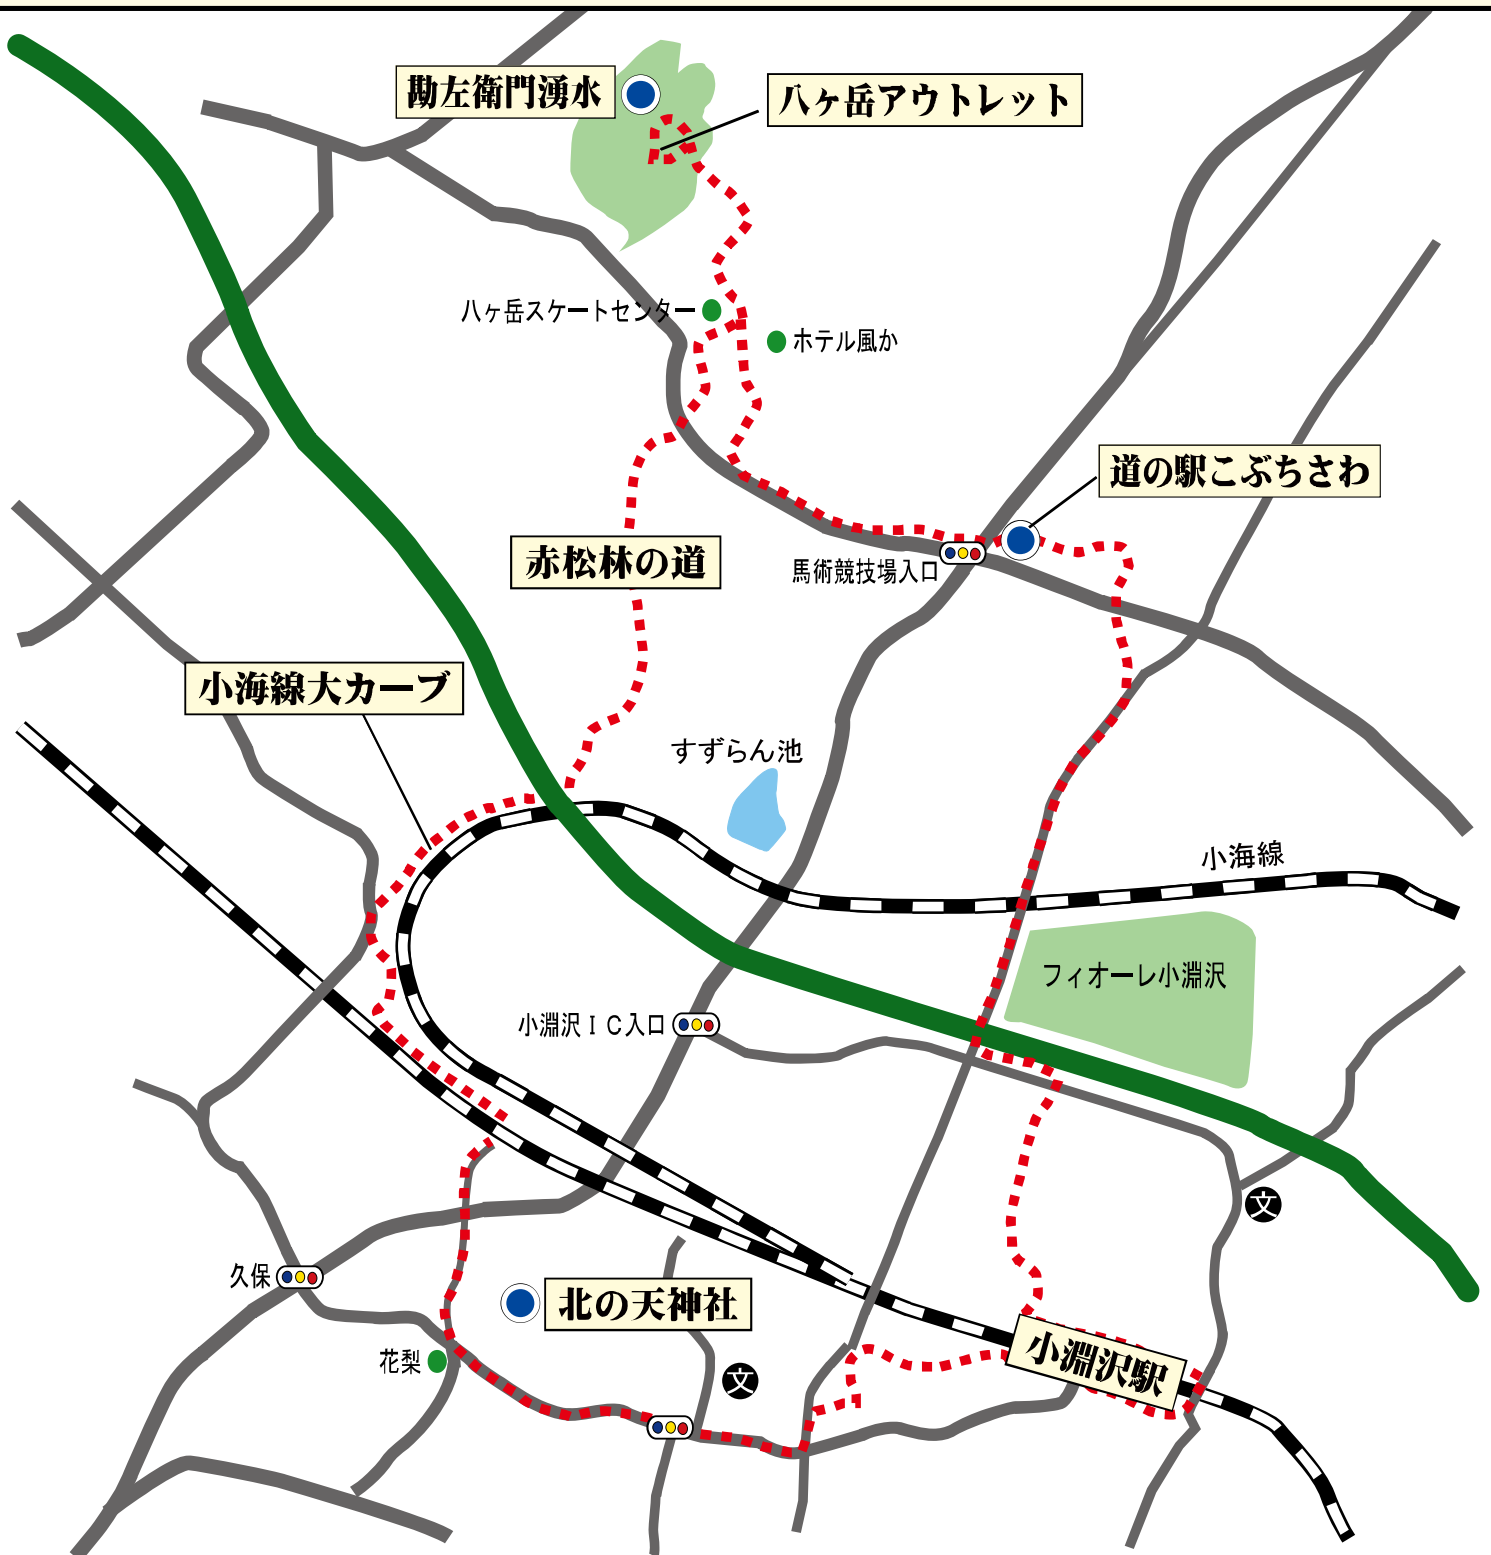 勘左衛門湧水
八ヶ岳アウトレット
八ヶ岳スケートセンター
ホテル風か
道の駅こぶちさわ
赤松林の道
馬術競技場入口
小海線大カーブ
すずらん池
小海線
フィオーレ小淵沢
小淵沢ＩＣ入口
文
久保
北の天神社
花梨
文
小淵沢駅